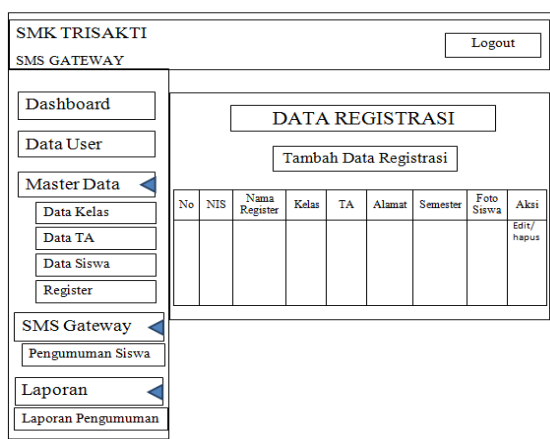 SMK TRISAKTI
SMS GATEWAY
Logout
Dashboard
Data User
Master Data
Data Kelas
Data TA
Data Siswa
Register
SMS Gateway
Pengumuman Siswa
Laporan
Laporan Pengumuman
DATA REGISTRASI
Tambah Data Registrasi
No NIS Nama Register Kelas TA Alamat Semester Foto Siswa Aksi
Edit/
hapus